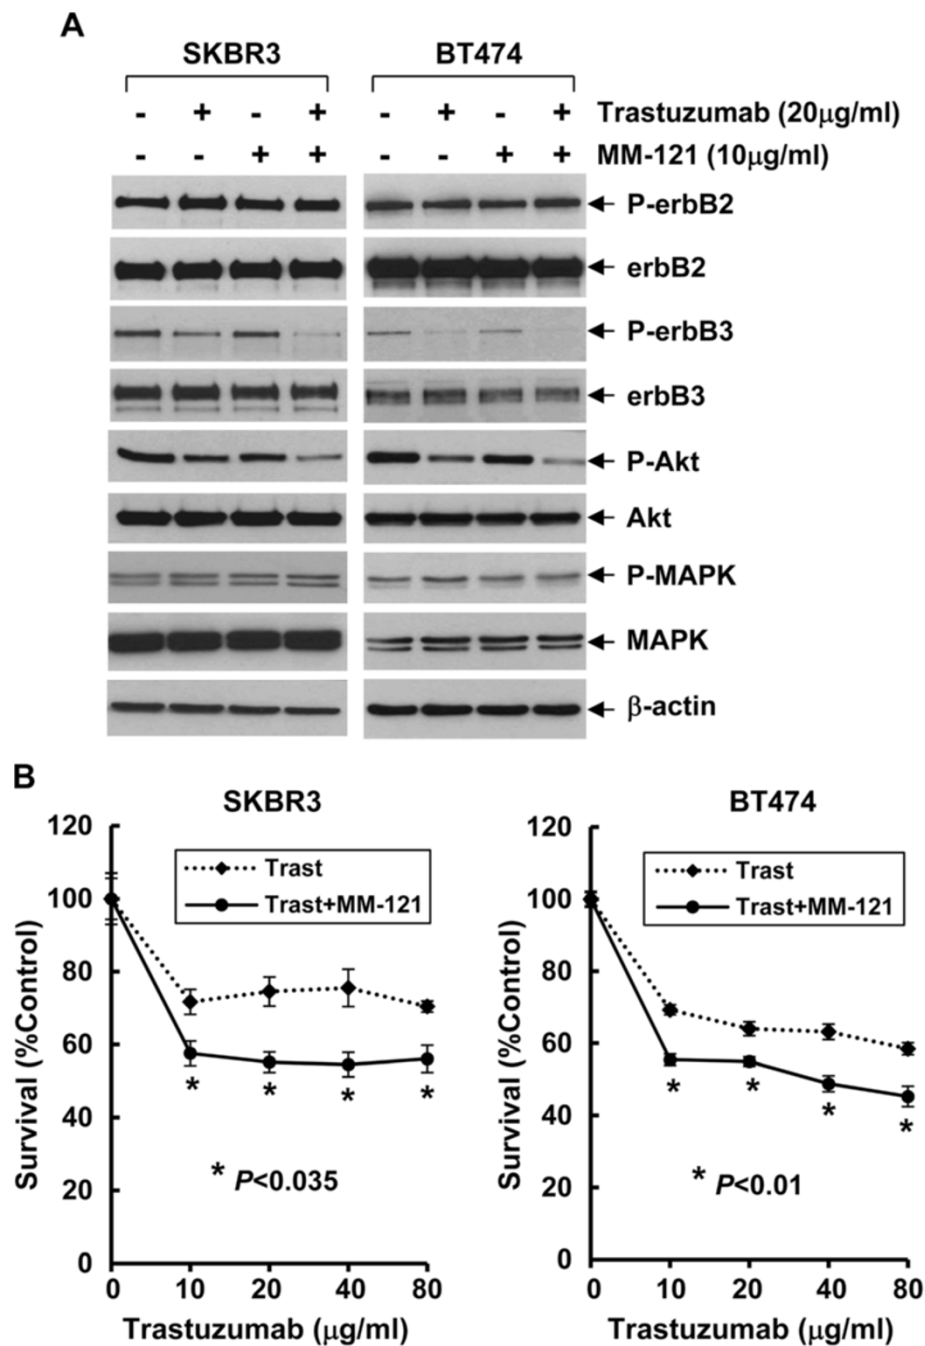 A
SKBR3 BT474
- + - + - + - + Trastuzumab (20μg/ml)
- - + + - - + + MM-121 (10μg/ml)
P-erbB2
erbB2
P-erbB3
erbB3
P-Akt
Akt
P-MAPK
MAPK
β-actin
B
SKBR3
120
100
80
60
40
20
0
Survival (%Control)
Trast
Trast+MM-121
* * * *
* P<0.035
0 10 20 40 80
Trastuzumab (μg/ml)
BT474
120
100
80
60
40
20
0
Survival (%Control)
Trast
Trast+MM-121
* * * *
* P<0.01
0 10 20 40 80
Trastuzumab (μg/ml)